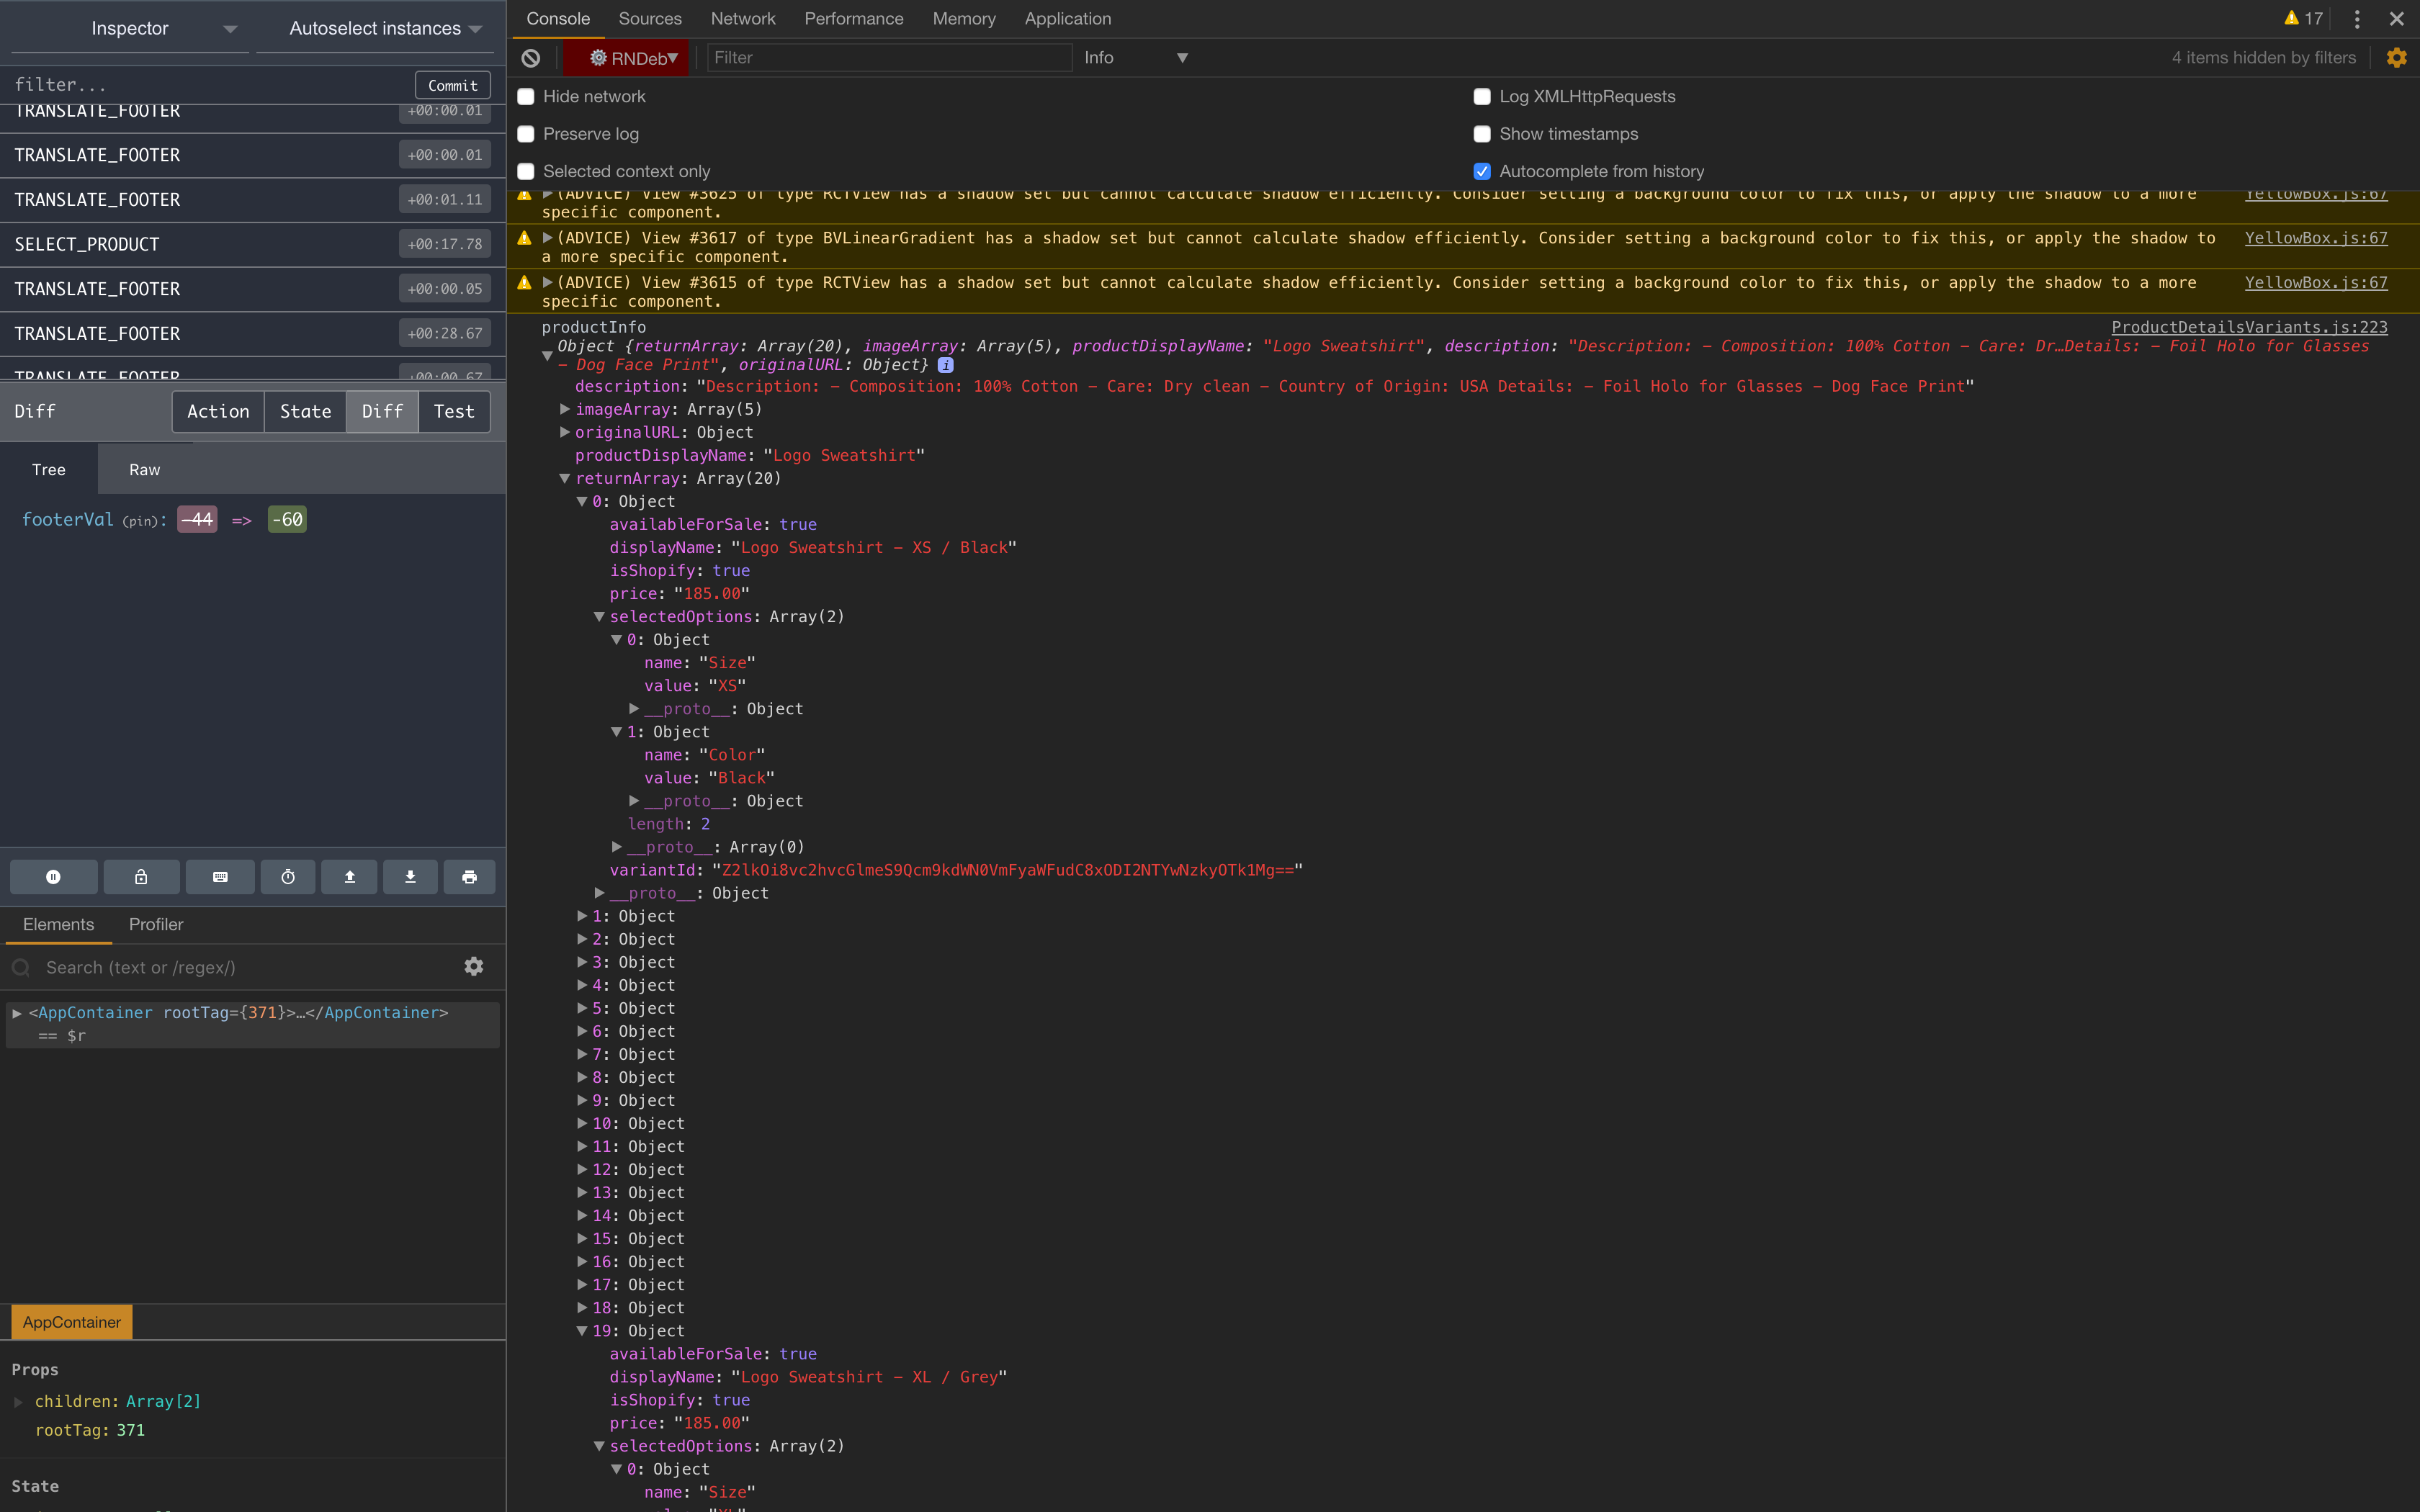 Inspector
Autoselect instances
filter...
Commit
TRANSLATE_FOOTER +00:00.01
TRANSLATE_FOOTER +00:00.01
TRANSLATE_FOOTER +00:01.11
SELECT_PRODUCT +00:17.78
TRANSLATE_FOOTER +00:00.05
TRANSLATE_FOOTER +00:28.67
TRANSLATE_FOOTER +00:00.67
Diff
Action State Diff Test
Tree Raw
footerVal (pin): -44 => -60
Elements Profiler
Search (text or /regex/)
<AppContainer rootTag={371}>…</AppContainer>
== $r
AppContainer
Props
children: Array[2]
rootTag: 371
State
Console Sources Network Performance Memory Application
17
RNDeb
Filter
Info
4 items hidden by filters
Hide network
Log XMLHttpRequests
Preserve log
Show timestamps
Selected context only
Autocomplete from history
(ADVICE) View #3625 of type RCTView has a shadow set but cannot calculate shadow efficiently. Consider setting a background color to fix this, or apply the shadow to a more YellowBox.js:67
specific component.
(ADVICE) View #3617 of type BVLinearGradient has a shadow set but cannot calculate shadow efficiently. Consider setting a background color to fix this, or apply the shadow to YellowBox.js:67
a more specific component.
(ADVICE) View #3615 of type RCTView has a shadow set but cannot calculate shadow efficiently. Consider setting a background color to fix this, or apply the shadow to a more YellowBox.js:67
specific component.
productInfo ProductDetailsVariants.js:223
Object {returnArray: Array(20), imageArray: Array(5), productDisplayName: "Logo Sweatshirt", description: "Description: - Composition: 100% Cotton - Care: Dr…Details: - Foil Holo for Glasses
- Dog Face Print", originalURL: Object} i
description: "Description: - Composition: 100% Cotton - Care: Dry clean - Country of Origin: USA Details: - Foil Holo for Glasses - Dog Face Print"
imageArray: Array(5)
originalURL: Object
productDisplayName: "Logo Sweatshirt"
returnArray: Array(20)
0: Object
availableForSale: true
displayName: "Logo Sweatshirt - XS / Black"
isShopify: true
price: "185.00"
selectedOptions: Array(2)
0: Object
name: "Size"
value: "XS"
__proto__: Object
1: Object
name: "Color"
value: "Black"
__proto__: Object
length: 2
__proto__: Array(0)
variantId: "Z2lkOi8vc2hvcGlmeS9Qcm9kdWN0VmFyaWFudC8xODI2NTYwNzkyOTk1Mg=="
__proto__: Object
1: Object
2: Object
3: Object
4: Object
5: Object
6: Object
7: Object
8: Object
9: Object
10: Object
11: Object
12: Object
13: Object
14: Object
15: Object
16: Object
17: Object
18: Object
19: Object
availableForSale: true
displayName: "Logo Sweatshirt - XL / Grey"
isShopify: true
price: "185.00"
selectedOptions: Array(2)
0: Object
name: "Size"